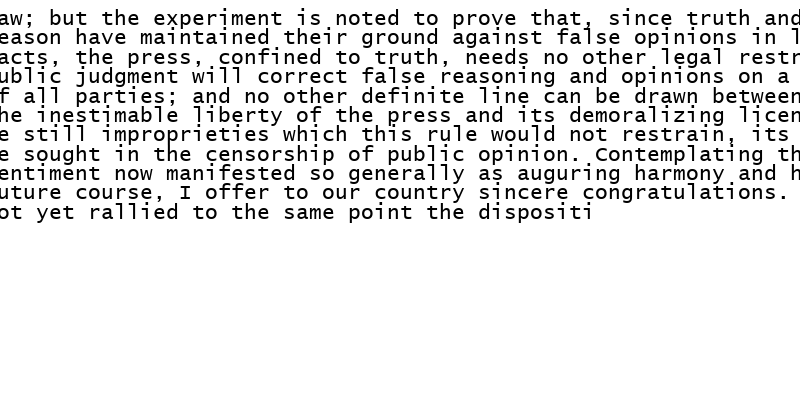 aw; but the experiment is noted to prove that, since truth and
eason have maintained their ground against false opinions in l
acts, the press, confined to truth, needs no other legal restr
ublic judgment will correct false reasoning and opinions on a
f all parties; and no other definite line can be drawn between
he inestimable liberty of the press and its demoralizing licen
e still improprieties which this rule would not restrain, its
e sought in the censorship of public opinion. Contemplating th
entiment now manifested so generally as auguring harmony and h
uture course, I offer to our country sincere congratulations.
ot yet rallied to the same point the dispositi